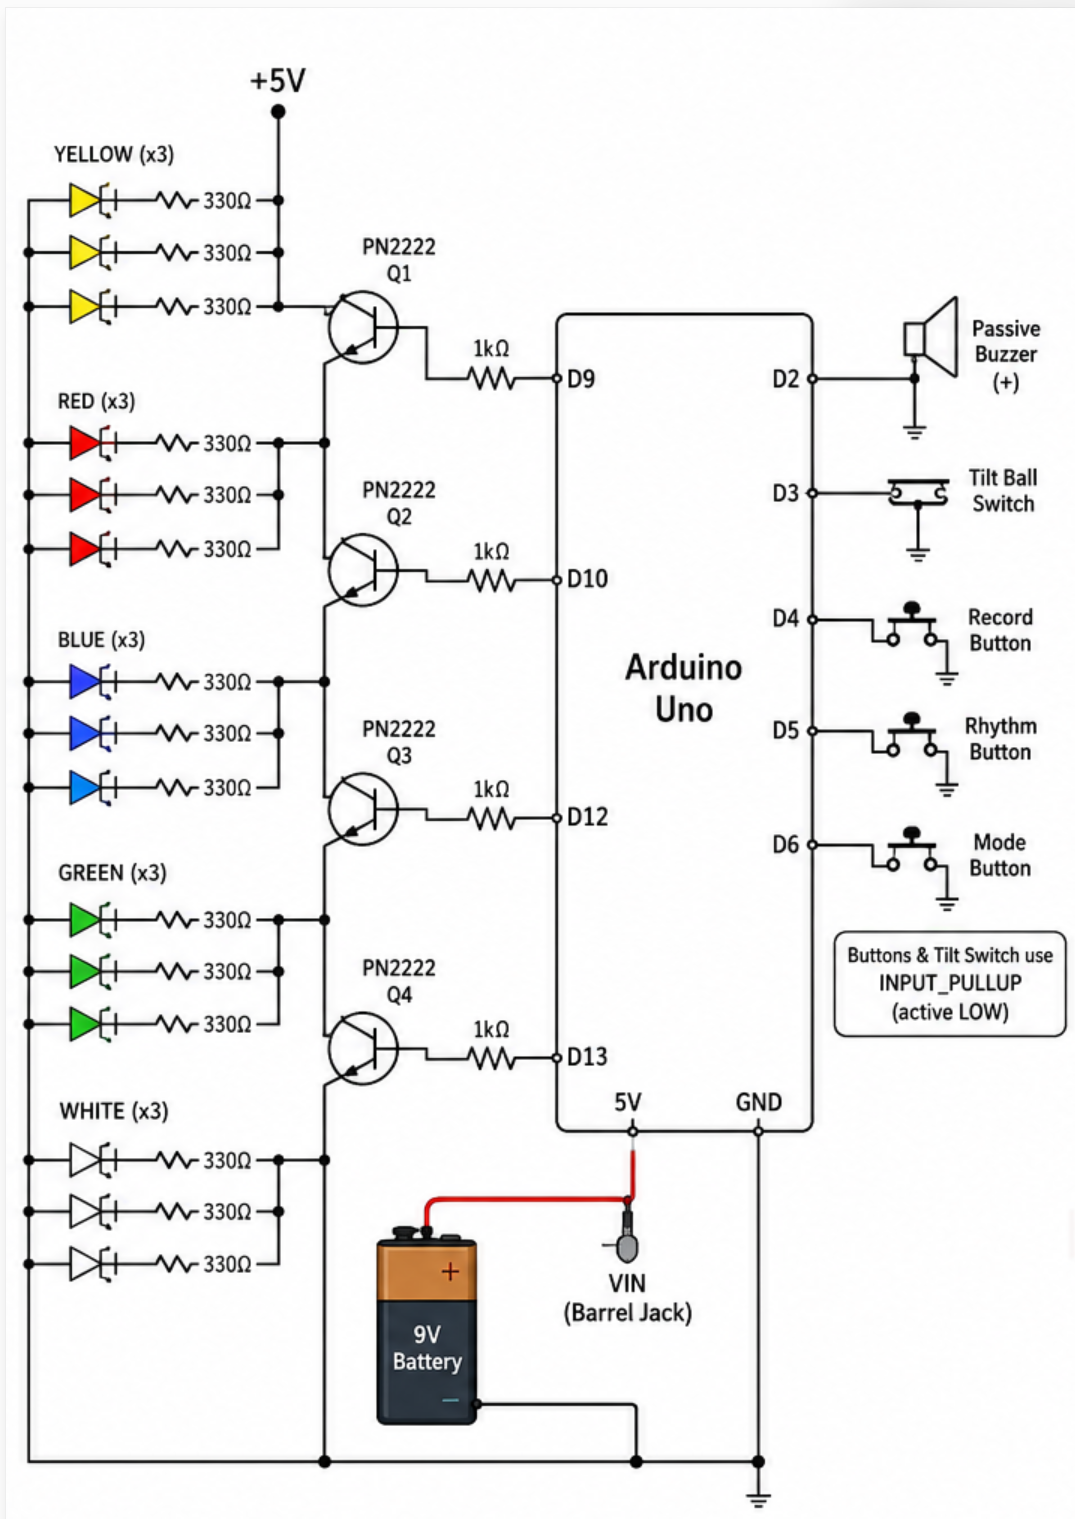 +5V
YELLOW (x3)
330Ω
330Ω
330Ω
PN2222
Q1
1kΩ
D9
RED (x3)
330Ω
330Ω
330Ω
PN2222
Q2
1kΩ
D10
BLUE (x3)
330Ω
330Ω
330Ω
PN2222
Q3
1kΩ
D12
GREEN (x3)
330Ω
330Ω
330Ω
PN2222
Q4
1kΩ
D13
WHITE (x3)
330Ω
330Ω
330Ω
Arduino
Uno
5V
GND
D2
Passive
Buzzer
(+)
D3
Tilt Ball
Switch
D4
Record
Button
D5
Rhythm
Button
D6
Mode
Button
Buttons & Tilt Switch use
INPUT_PULLUP
(active LOW)
+
9V
Battery
−
VIN
(Barrel Jack)